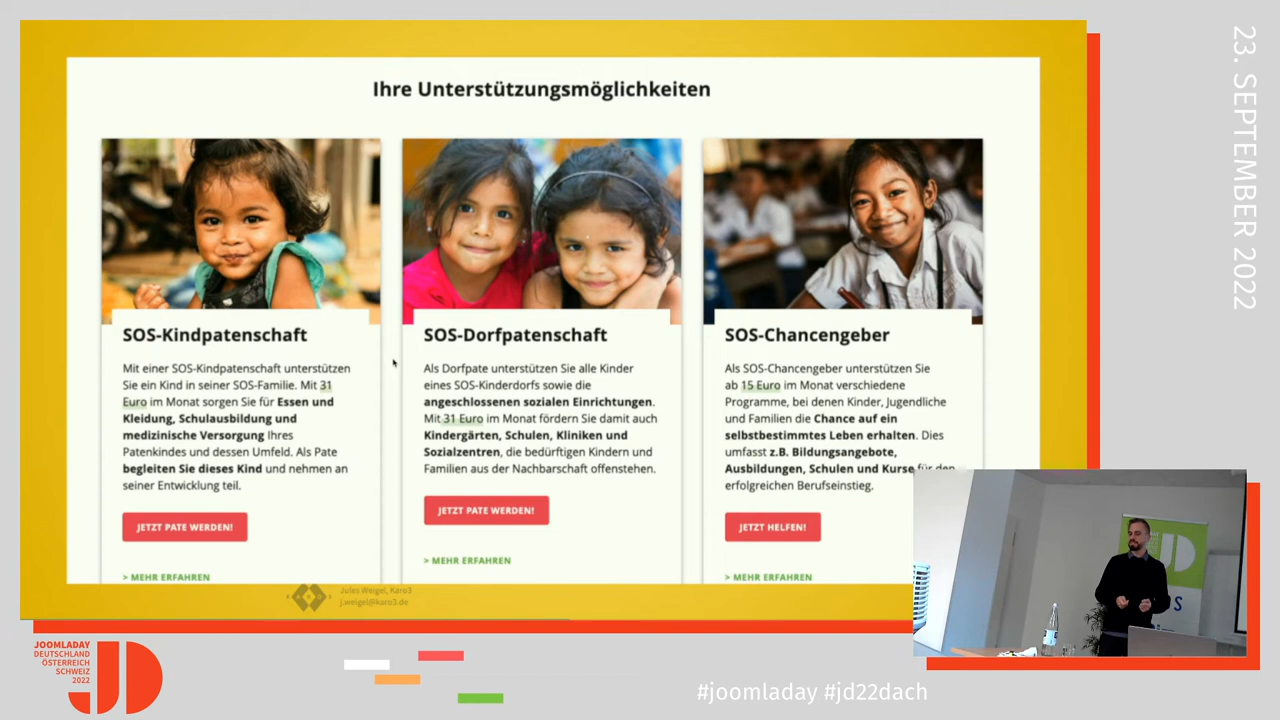 Ihre Unterstützungsmöglichkeiten
SOS-Kindpatenschaft
Mit einer SOS-Kindpatenschaft unterstützen
Sie ein Kind in seiner SOS-Familie. Mit 31
Euro im Monat sorgen Sie für Essen und
Kleidung, Schulausbildung und
medizinische Versorgung Ihres
Patenkindes und dessen Umfeld. Als Pate
begleiten Sie dieses Kind und nehmen an
seiner Entwicklung teil.
JETZT PATE WERDEN!
> MEHR ERFAHREN
SOS-Dorfpatenschaft
Als Dorfpate unterstützen Sie alle Kinder
eines SOS-Kinderdorfs sowie die
angeschlossenen sozialen Einrichtungen.
Mit 31 Euro im Monat fördern Sie damit auch
Kindergärten, Schulen, Kliniken und
Sozialzentren, die bedürftigen Kindern und
Familien aus der Nachbarschaft offenstehen.
JETZT PATE WERDEN!
> MEHR ERFAHREN
SOS-Chancengeber
Als SOS-Chancengeber unterstützen Sie
ab 15 Euro im Monat verschiedene
Programme, bei denen Kinder, Jugendliche
und Familien die Chance auf ein
selbstbestimmtes Leben erhalten. Dies
umfasst z.B. Bildungsangebote,
Ausbildungen, Schulen und Kurse für den
erfolgreichen Berufseinstieg.
JETZT HELFEN!
> MEHR ERFAHREN
KARO
Jules Weigel, Karo3
j.weigel@karo3.de
23. SEPTEMBER 2022
JOOMLADAY
DEUTSCHLAND
ÖSTERREICH
SCHWEIZ
2022
JD
#joomladay #jd22dach